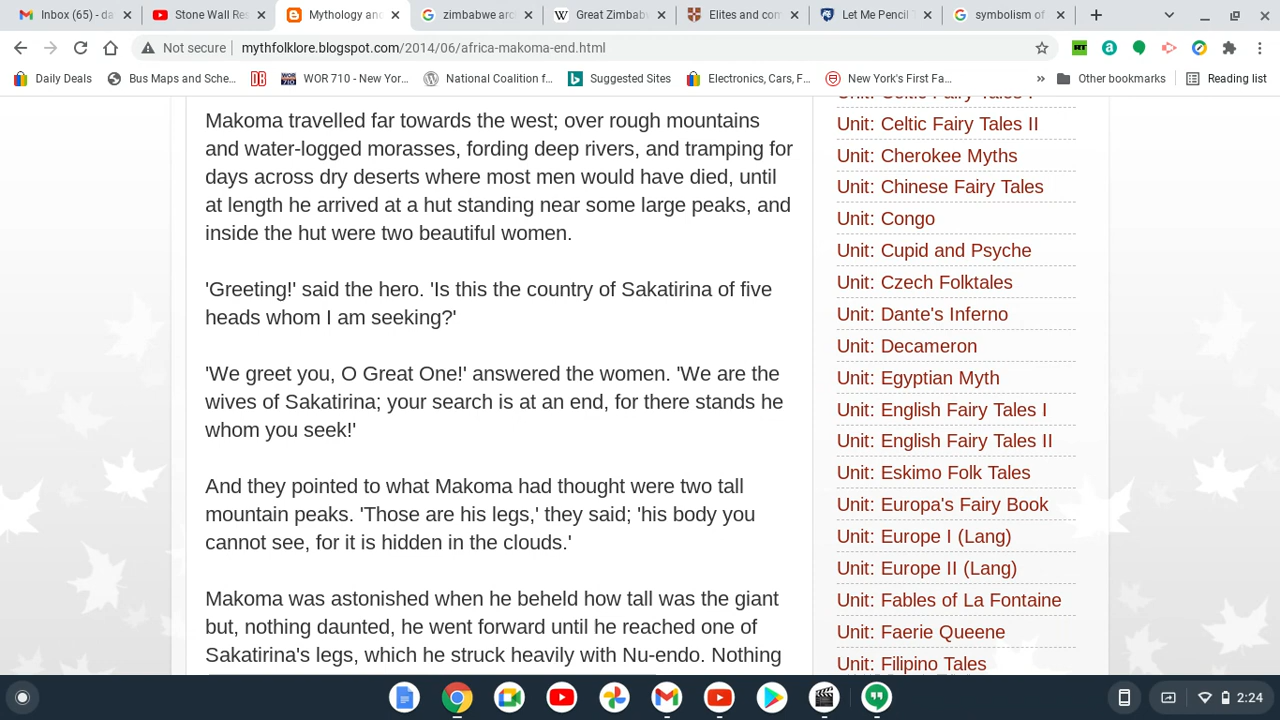 Inbox (65) - da
Stone Wall Res
Mythology and
zimbabwe arch
Great Zimbab
Elites and com
Let Me Pencil
symbolism of
Not secure
mythfolklore.blogspot.com/2014/06/africa-makoma-end.html
Daily Deals
Bus Maps and Sche...
WOR 710 - New Yor...
National Coalition f...
Suggested Sites
Electronics, Cars, F...
New York's First Fa...
»
Other bookmarks
Reading list
Makoma travelled far towards the west; over rough mountains
and water-logged morasses, fording deep rivers, and tramping for
days across dry deserts where most men would have died, until
at length he arrived at a hut standing near some large peaks, and
inside the hut were two beautiful women.
'Greeting!' said the hero. 'Is this the country of Sakatirina of five
heads whom I am seeking?'
'We greet you, O Great One!' answered the women. 'We are the
wives of Sakatirina; your search is at an end, for there stands he
whom you seek!'
And they pointed to what Makoma had thought were two tall
mountain peaks. 'Those are his legs,' they said; 'his body you
cannot see, for it is hidden in the clouds.'
Makoma was astonished when he beheld how tall was the giant
but, nothing daunted, he went forward until he reached one of
Sakatirina's legs, which he struck heavily with Nu-endo. Nothing
Unit: Celtic Fairy Tales I
Unit: Celtic Fairy Tales II
Unit: Cherokee Myths
Unit: Chinese Fairy Tales
Unit: Congo
Unit: Cupid and Psyche
Unit: Czech Folktales
Unit: Dante's Inferno
Unit: Decameron
Unit: Egyptian Myth
Unit: English Fairy Tales I
Unit: English Fairy Tales II
Unit: Eskimo Folk Tales
Unit: Europa's Fairy Book
Unit: Europe I (Lang)
Unit: Europe II (Lang)
Unit: Fables of La Fontaine
Unit: Faerie Queene
Unit: Filipino Tales
2:24